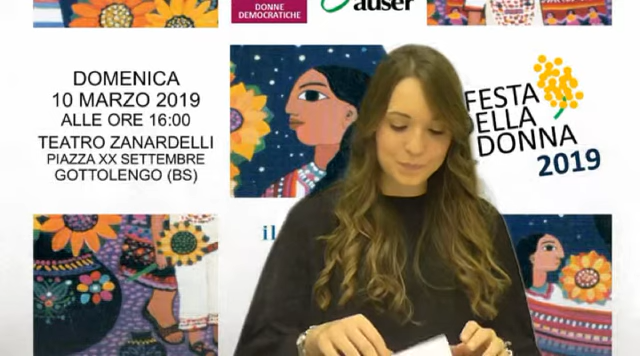 DONNE
DEMOCRATICHE
auser
DOMENICA
10 MARZO 2019
ALLE ORE 16:00
TEATRO ZANARDELLI
PIAZZA XX SETTEMBRE
GOTTOLENGO (BS)
FESTA
DELLA
DONNA
2019
il